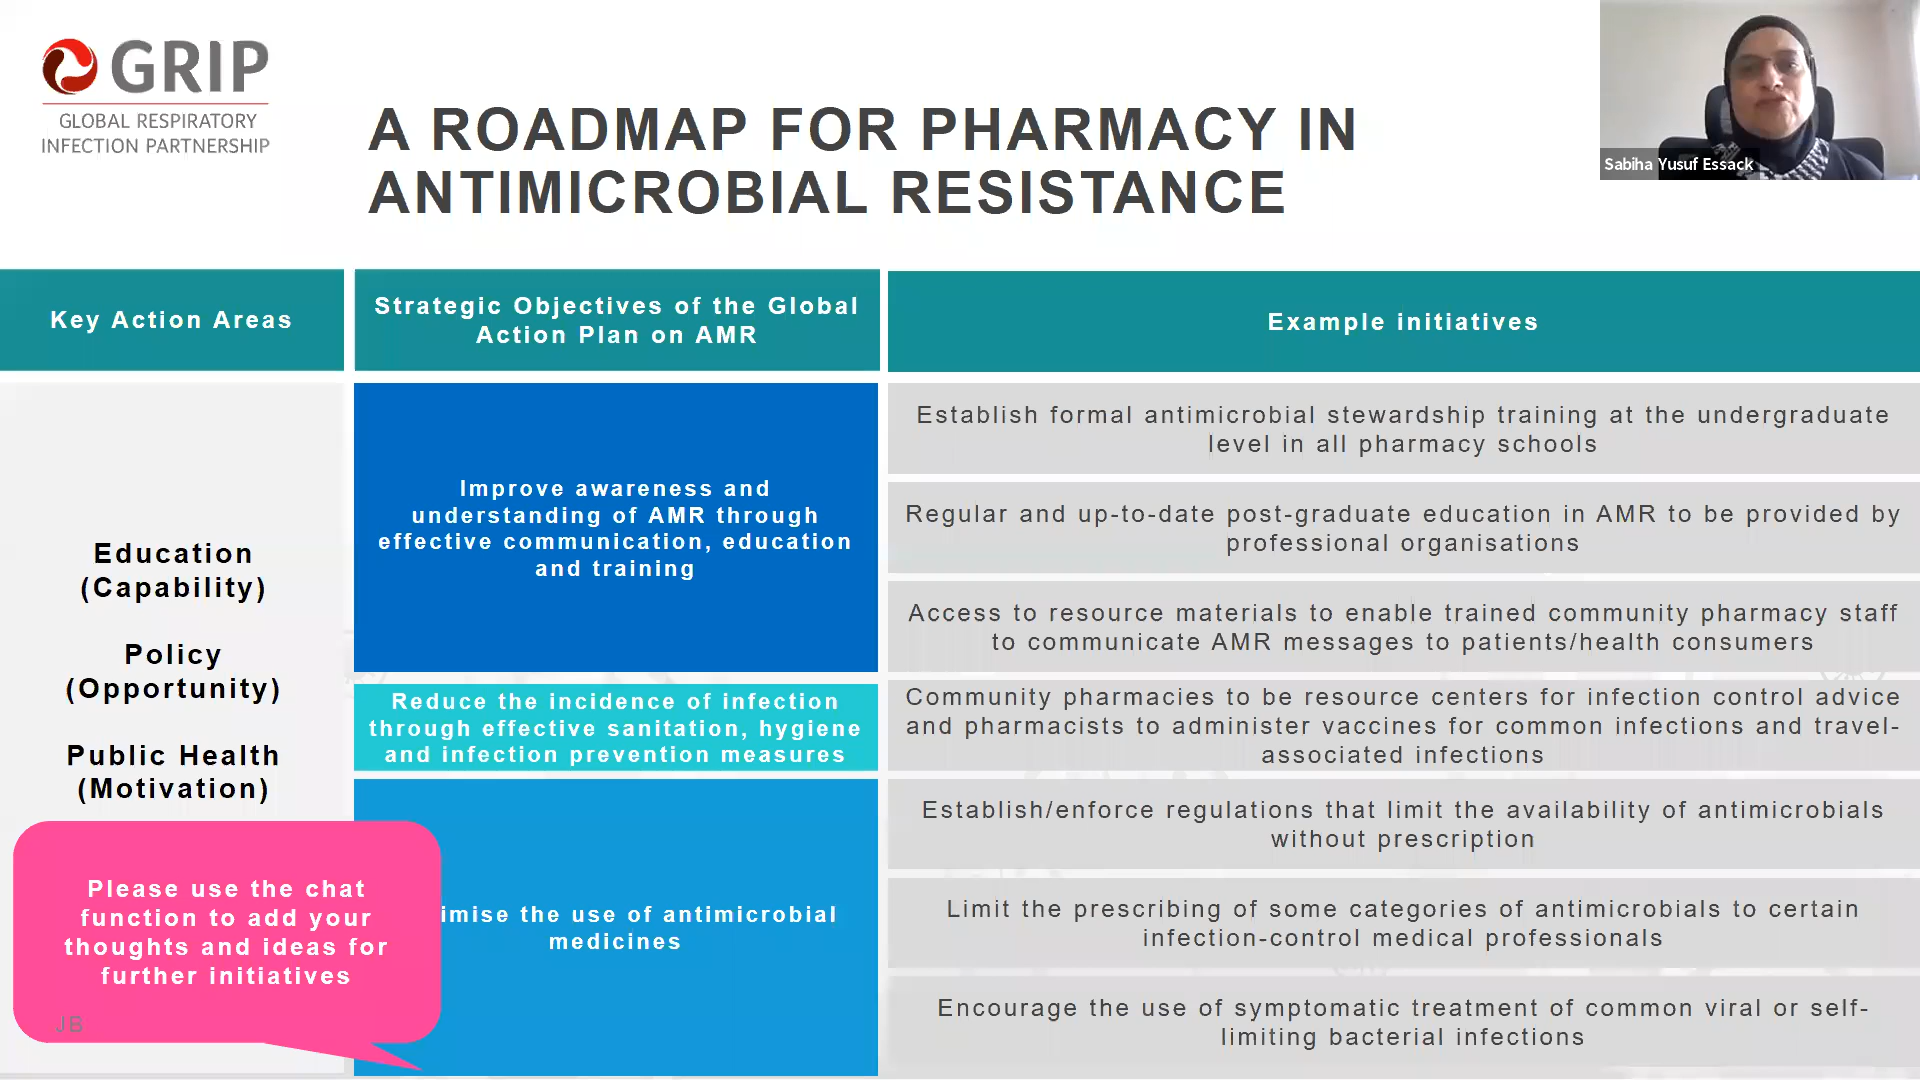 GRIP
GLOBAL RESPIRATORY
INFECTION PARTNERSHIP
A ROADMAP FOR PHARMACY IN
ANTIMICROBIAL RESISTANCE
Sabiha Yusuf Essack
Key Action Areas
Strategic Objectives of the Global
Action Plan on AMR
Example initiatives
Education
(Capability)
Policy
(Opportunity)
Public Health
(Motivation)
Improve awareness and
understanding of AMR through
effective communication, education
and training
Establish formal antimicrobial stewardship training at the undergraduate
level in all pharmacy schools
Regular and up-to-date post-graduate education in AMR to be provided by
professional organisations
Access to resource materials to enable trained community pharmacy staff
to communicate AMR messages to patients/health consumers
Reduce the incidence of infection
through effective sanitation, hygiene
and infection prevention measures
Community pharmacies to be resource centers for infection control advice
and pharmacists to administer vaccines for common infections and travel-
associated infections
imise the use of antimicrobial
medicines
Establish/enforce regulations that limit the availability of antimicrobials
without prescription
Limit the prescribing of some categories of antimicrobials to certain
infection-control medical professionals
Encourage the use of symptomatic treatment of common viral or self-
limiting bacterial infections
Please use the chat
function to add your
thoughts and ideas for
further initiatives
JB